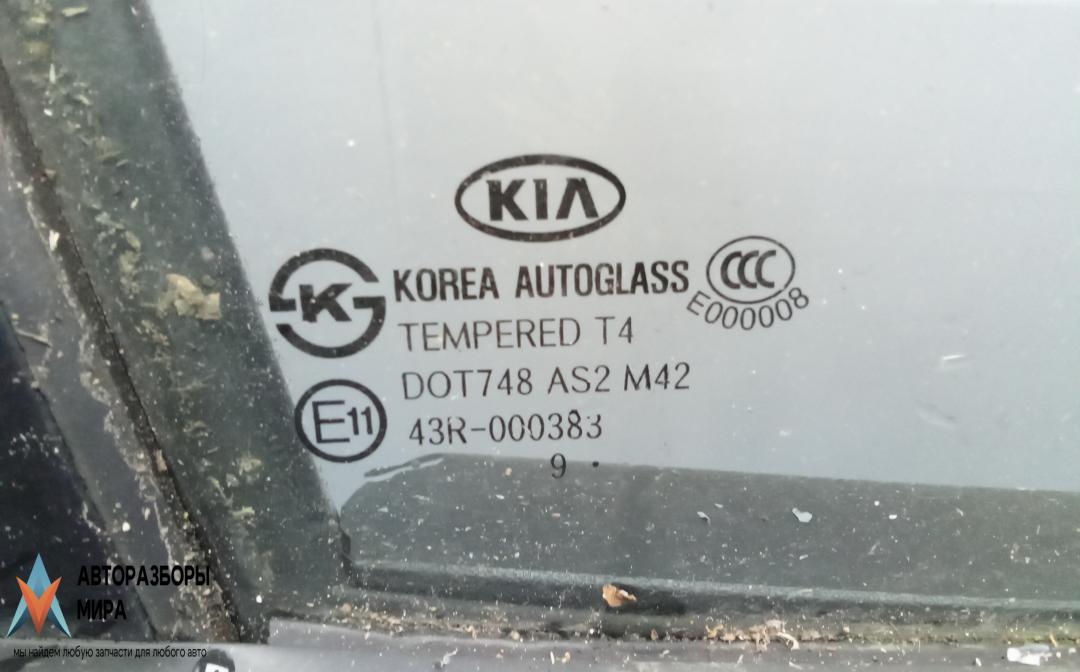 KIA
K
KOREA AUTOGLASS
CCC
E000008
TEMPERED T4
DOT748 AS2 M42
E11
43R-000383
9 .
АВТОРАЗБОРЫ
МИРА
мы найдем любую запчасти для любого авто